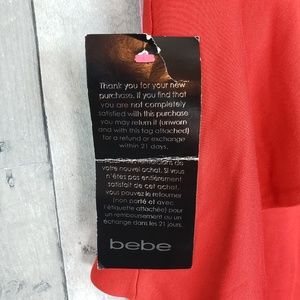 Thank you for your new
purchase. If you find that
you are not completely
satisfied with this purchase
you may return it (unworn
and with this tag attached)
for a refund or exchange
within 21 days.
de
votre nouvel achat. Si vous
n'êtes pas entièrement
satisfait de cet achat,
vous pouvez le retourner
(non porté et avec
l'étiquette attachée) pour
un remboursement ou un
échange dans les 21 jours.
bebe